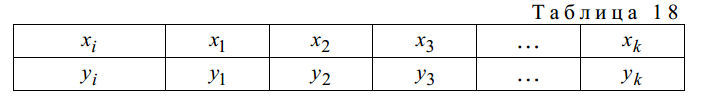 Таблица 18
xᵢ x₁ x₂ x₃ ... xₖ
yᵢ y₁ y₂ y₃ ... yₖ